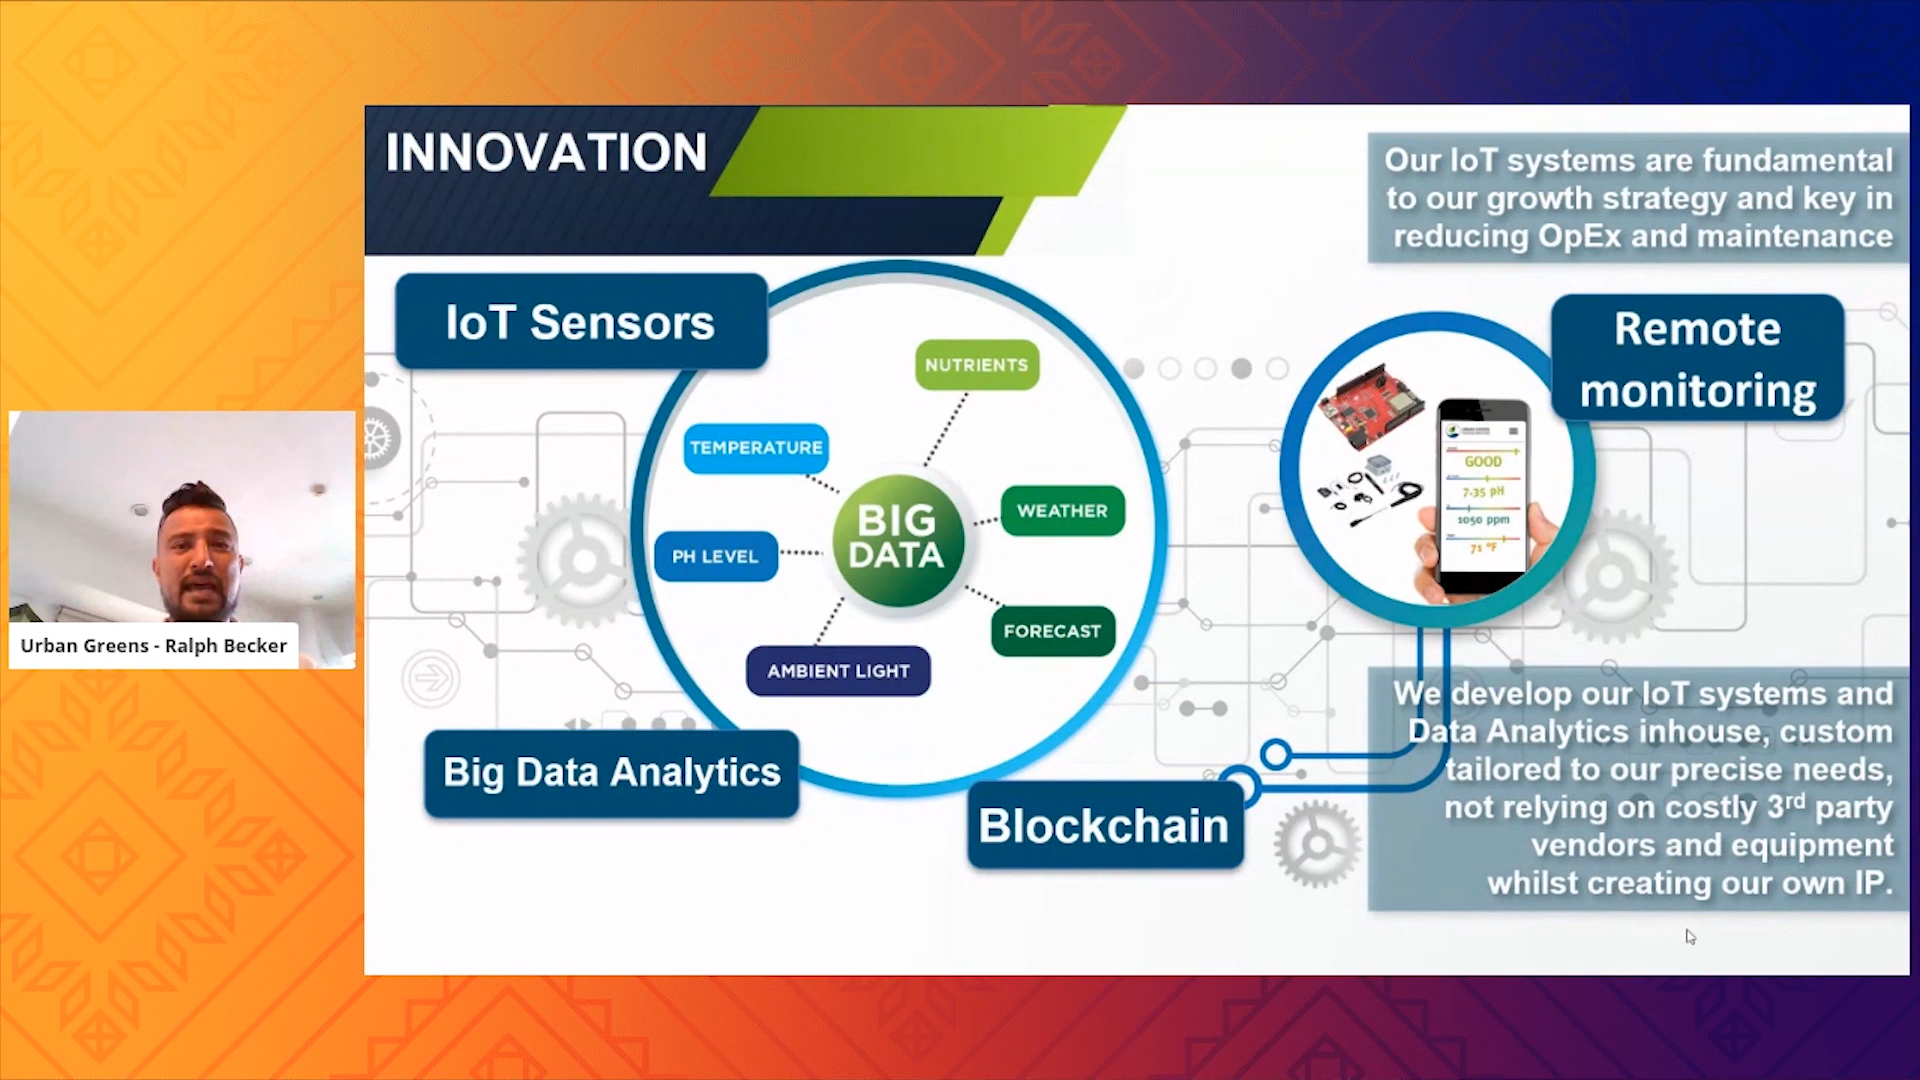 INNOVATION
Our IoT systems are fundamental
to our growth strategy and key in
reducing OpEx and maintenance
IoT Sensors
Remote
monitoring
NUTRIENTS
TEMPERATURE
WEATHER
BIG
DATA
PH LEVEL
FORECAST
AMBIENT LIGHT
GOOD
7.35 pH
1050 ppm
71 °F
Urban Greens - Ralph Becker
Big Data Analytics
Blockchain
We develop our IoT systems and
Data Analytics inhouse, custom
tailored to our precise needs,
not relying on costly 3rd party
vendors and equipment
whilst creating our own IP.